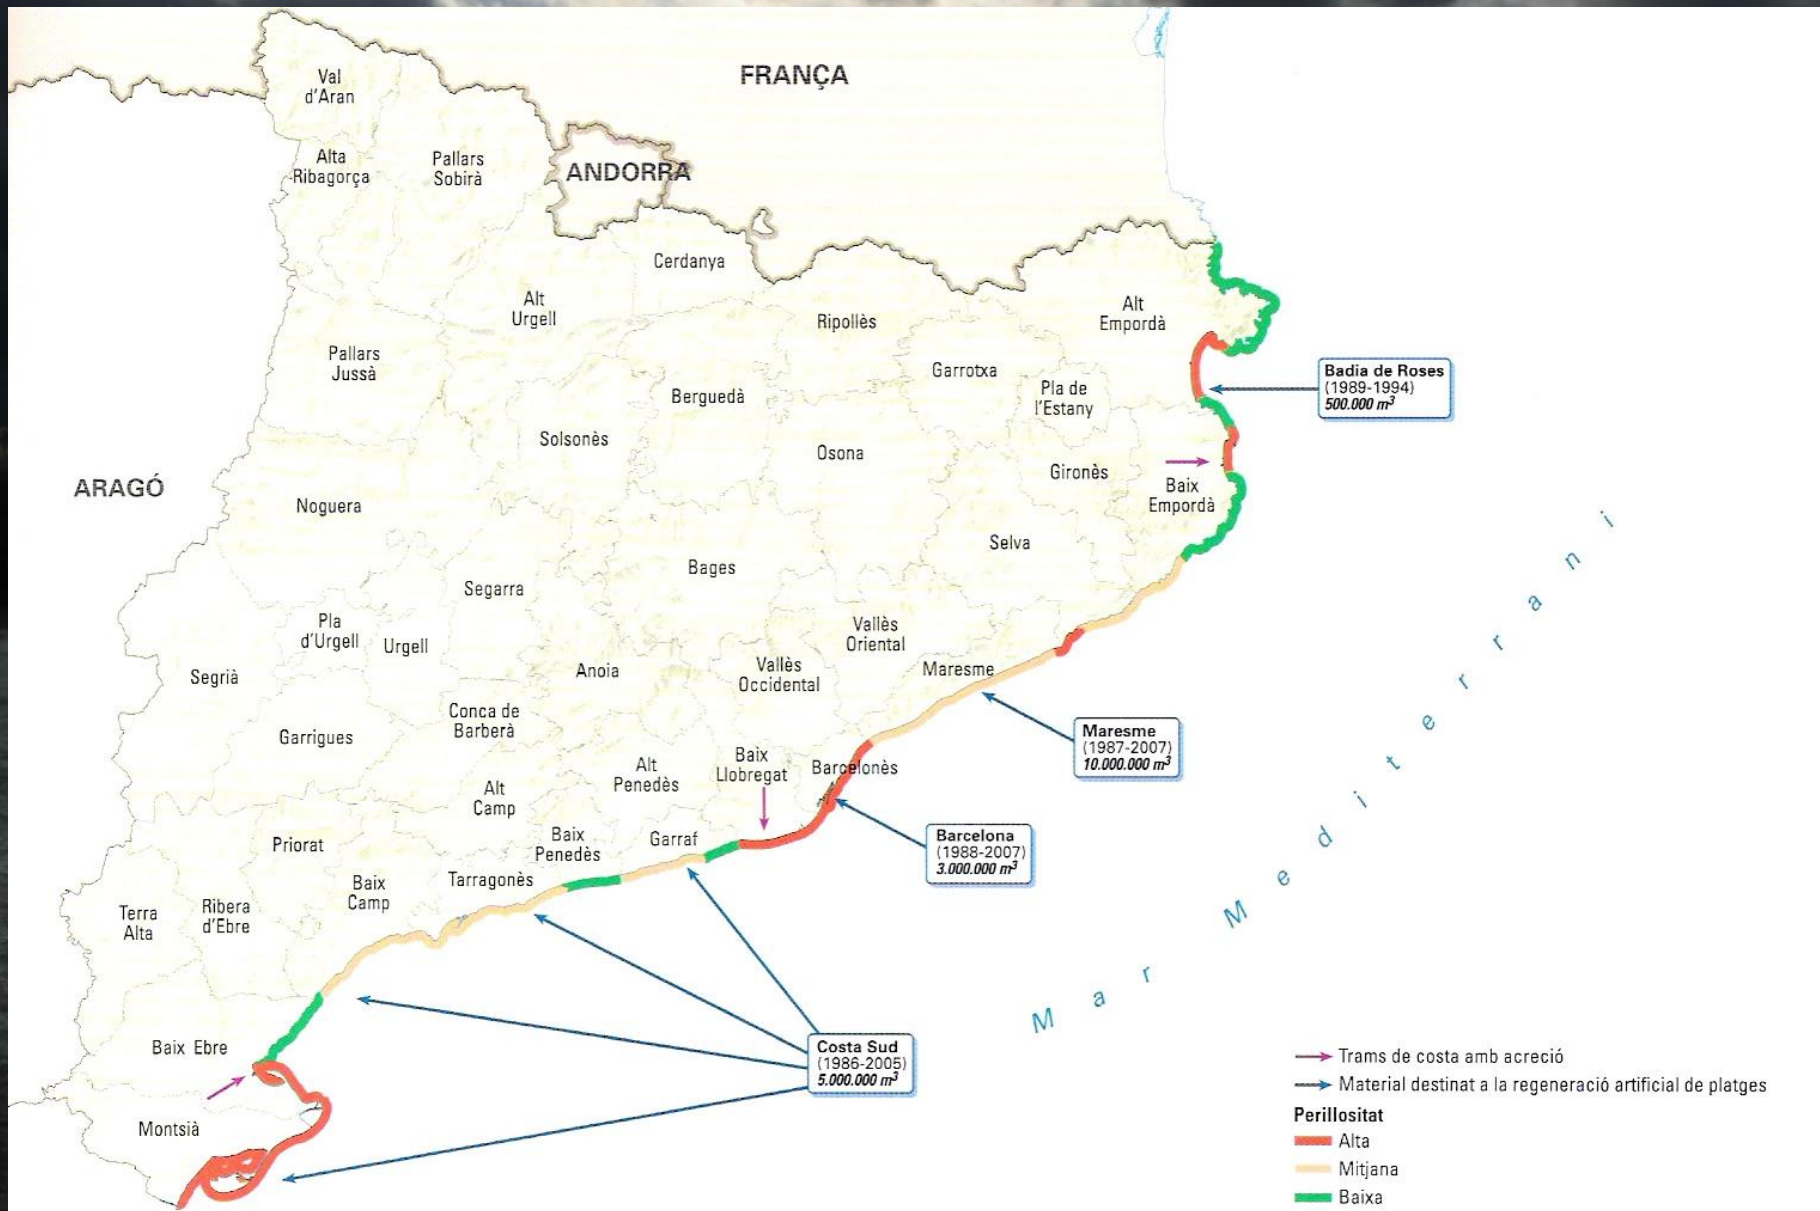 FRANÇA
Val
d'Aran
Alta
Ribagorça
Pallars
Sobirà
ANDORRA
Cerdanya
Alt
Urgell
Ripollès
Alt
Empordà
Pallars
Jussà
Garrotxa
Berguedà
Pla de
l'Estany
Badia de Roses
(1989-1994)
500.000 m³
Solsonès
Osona
Gironès
ARAGÓ
Baix
Empordà
Noguera
Selva
Bages
Segarra
Pla
d'Urgell
Urgell
Vallès
Oriental
Segrià
Anoia
Vallès
Occidental
Maresme
Conca de
Barberà
Garrigues
Maresme
(1987-2007)
10.000.000 m³
Alt
Penedès
Baix
Llobregat
Barcelonès
Alt
Camp
Priorat
Baix
Penedès
Garraf
Barcelona
(1988-2007)
3.000.000 m³
Baix
Camp
Tarragonès
Terra
Alta
Ribera
d'Ebre
Mar Mediterrani
Baix Ebre
Costa Sud
(1986-2005)
5.000.000 m³
Montsià
Trams de costa amb acreció
Material destinat a la regeneració artificial de platges
Perillositat
Alta
Mitjana
Baixa